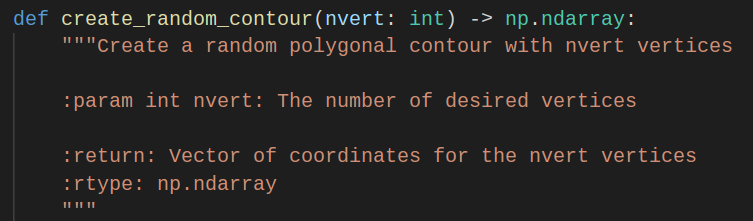 def create_random_contour(nvert: int) -> np.ndarray:
"""Create a random polygonal contour with nvert vertices
:param int nvert: The number of desired vertices
:return: Vector of coordinates for the nvert vertices
:rtype: np.ndarray
"""